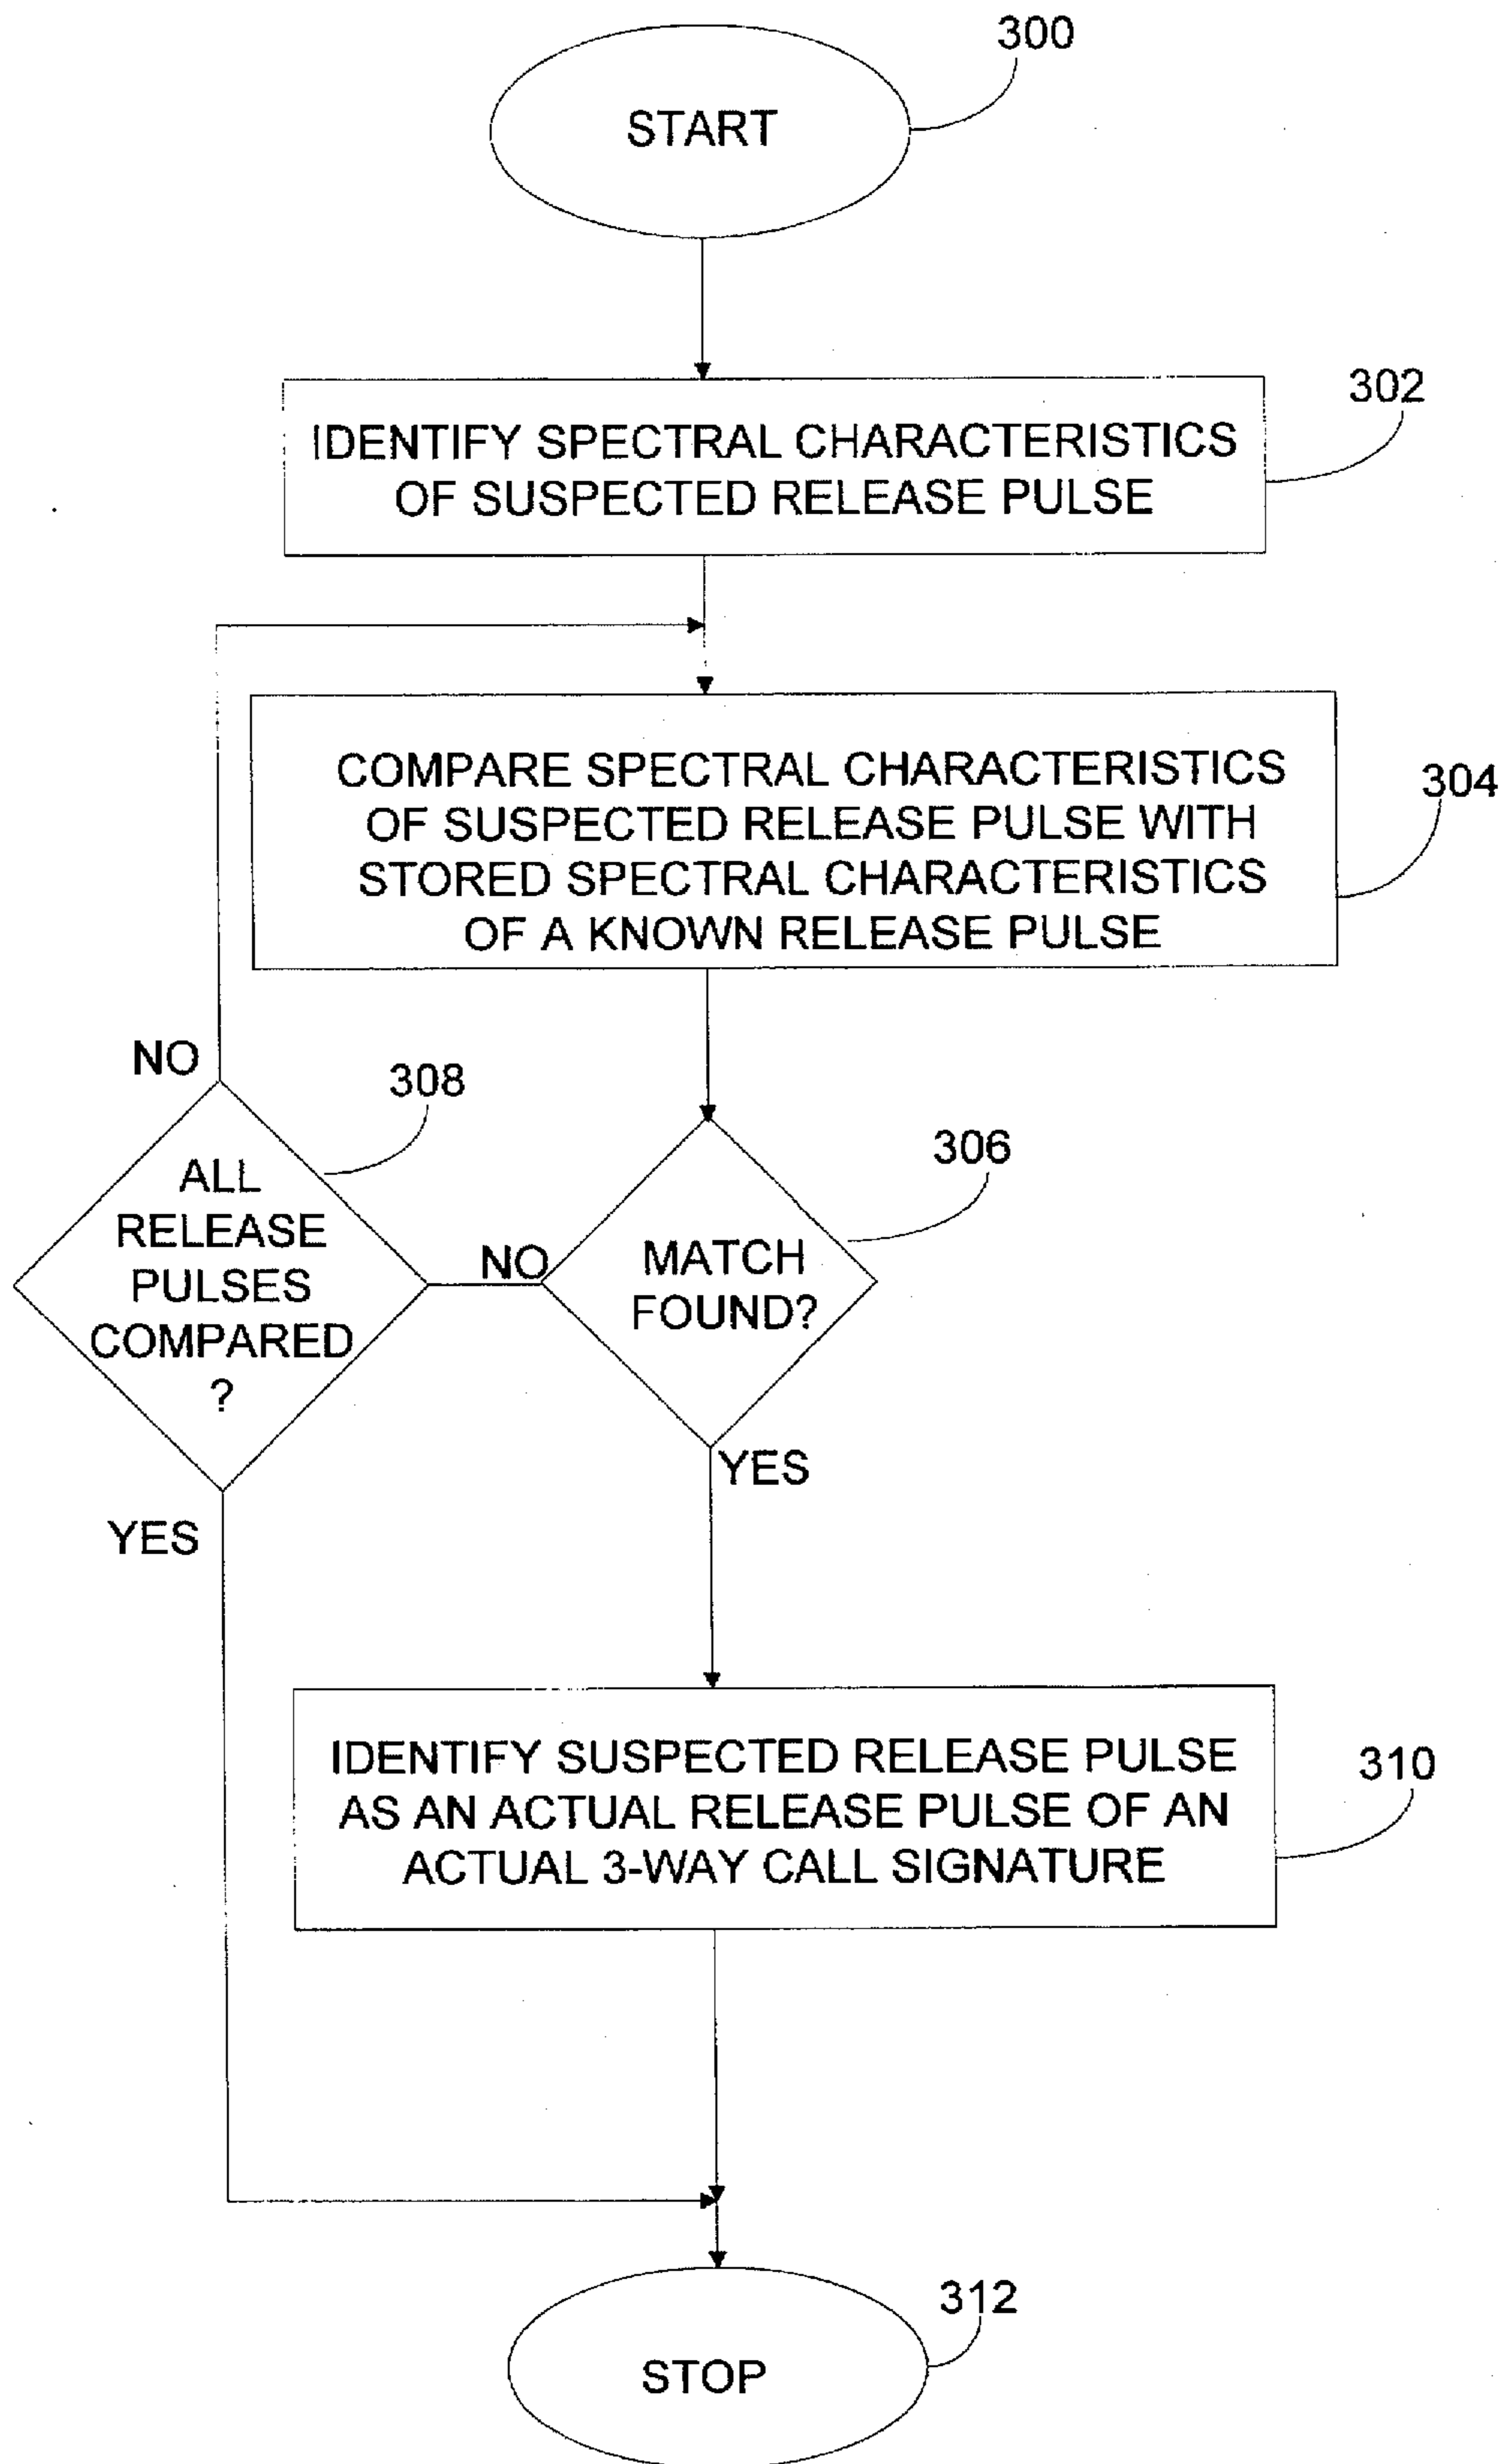 300
START
302
IDENTIFY SPECTRAL CHARACTERISTICS
OF SUSPECTED RELEASE PULSE
COMPARE SPECTRAL CHARACTERISTICS
OF SUSPECTED RELEASE PULSE WITH
STORED SPECTRAL CHARACTERISTICS
OF A KNOWN RELEASE PULSE
304
NO
308
ALL
RELEASE
PULSES
COMPARED
?
NO
306
MATCH
FOUND?
YES
YES
IDENTIFY SUSPECTED RELEASE PULSE
AS AN ACTUAL RELEASE PULSE OF AN
ACTUAL 3-WAY CALL SIGNATURE
310
312
STOP